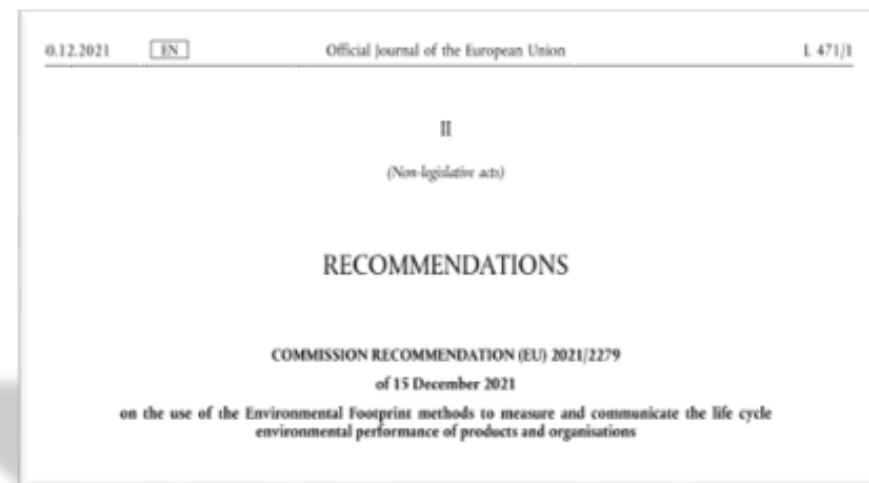 0.12.2021 EN Official Journal of the European Union L 471/1
II
(Non-legislative acts)
RECOMMENDATIONS
COMMISSION RECOMMENDATION (EU) 2021/2279
of 15 December 2021
on the use of the Environmental Footprint methods to measure and communicate the life cycle
environmental performance of products and organisations